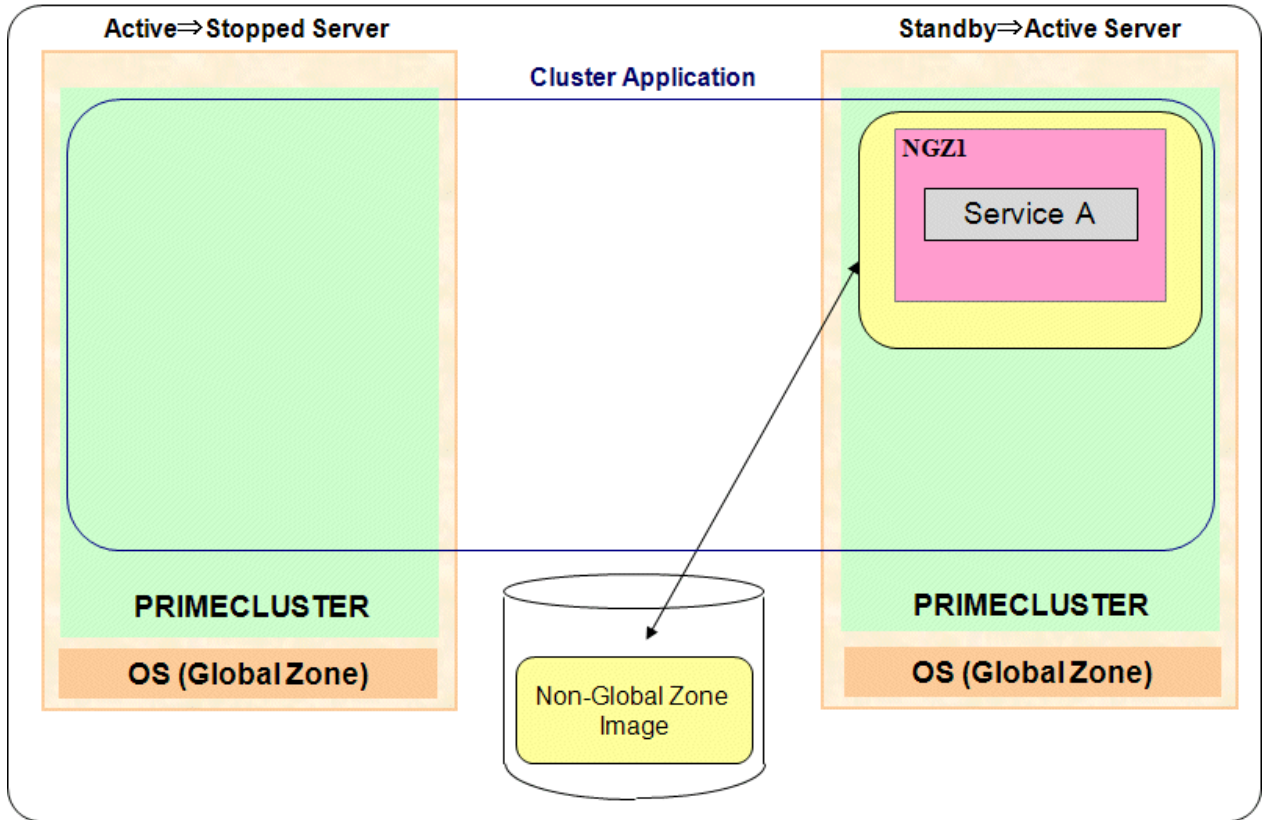 Active⇒Stopped Server
Standby⇒Active Server
Cluster Application
NGZ1
Service A
PRIMECLUSTER
PRIMECLUSTER
OS (Global Zone)
OS (Global Zone)
Non-Global Zone
Image